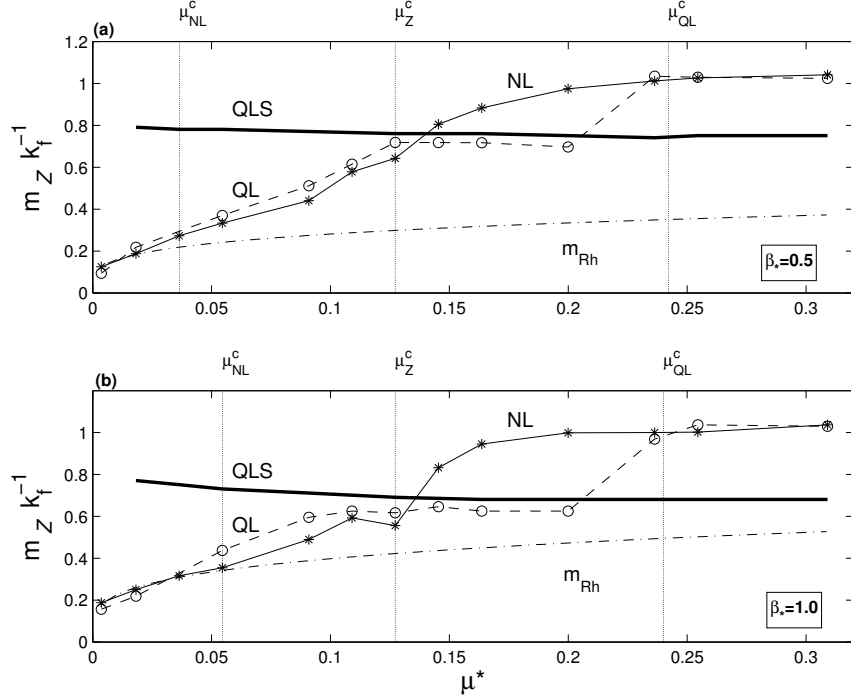 μ^c_NL μ^c_Z μ^c_QL
(a)
1.2
1
0.8
0.6
0.4
0.2
0
m_Z k_f^-1
QLS
NL
QL
m_Rh
β_*=0.5
0 0.05 0.1 0.15 0.2 0.25 0.3
μ^c_NL μ^c_Z μ^c_QL
(b)
1
0.8
0.6
0.4
0.2
0
m_Z k_f^-1
NL
QLS
QL
m_Rh
β_*=1.0
0 0.05 0.1 0.15 0.2 0.25 0.3
μ*